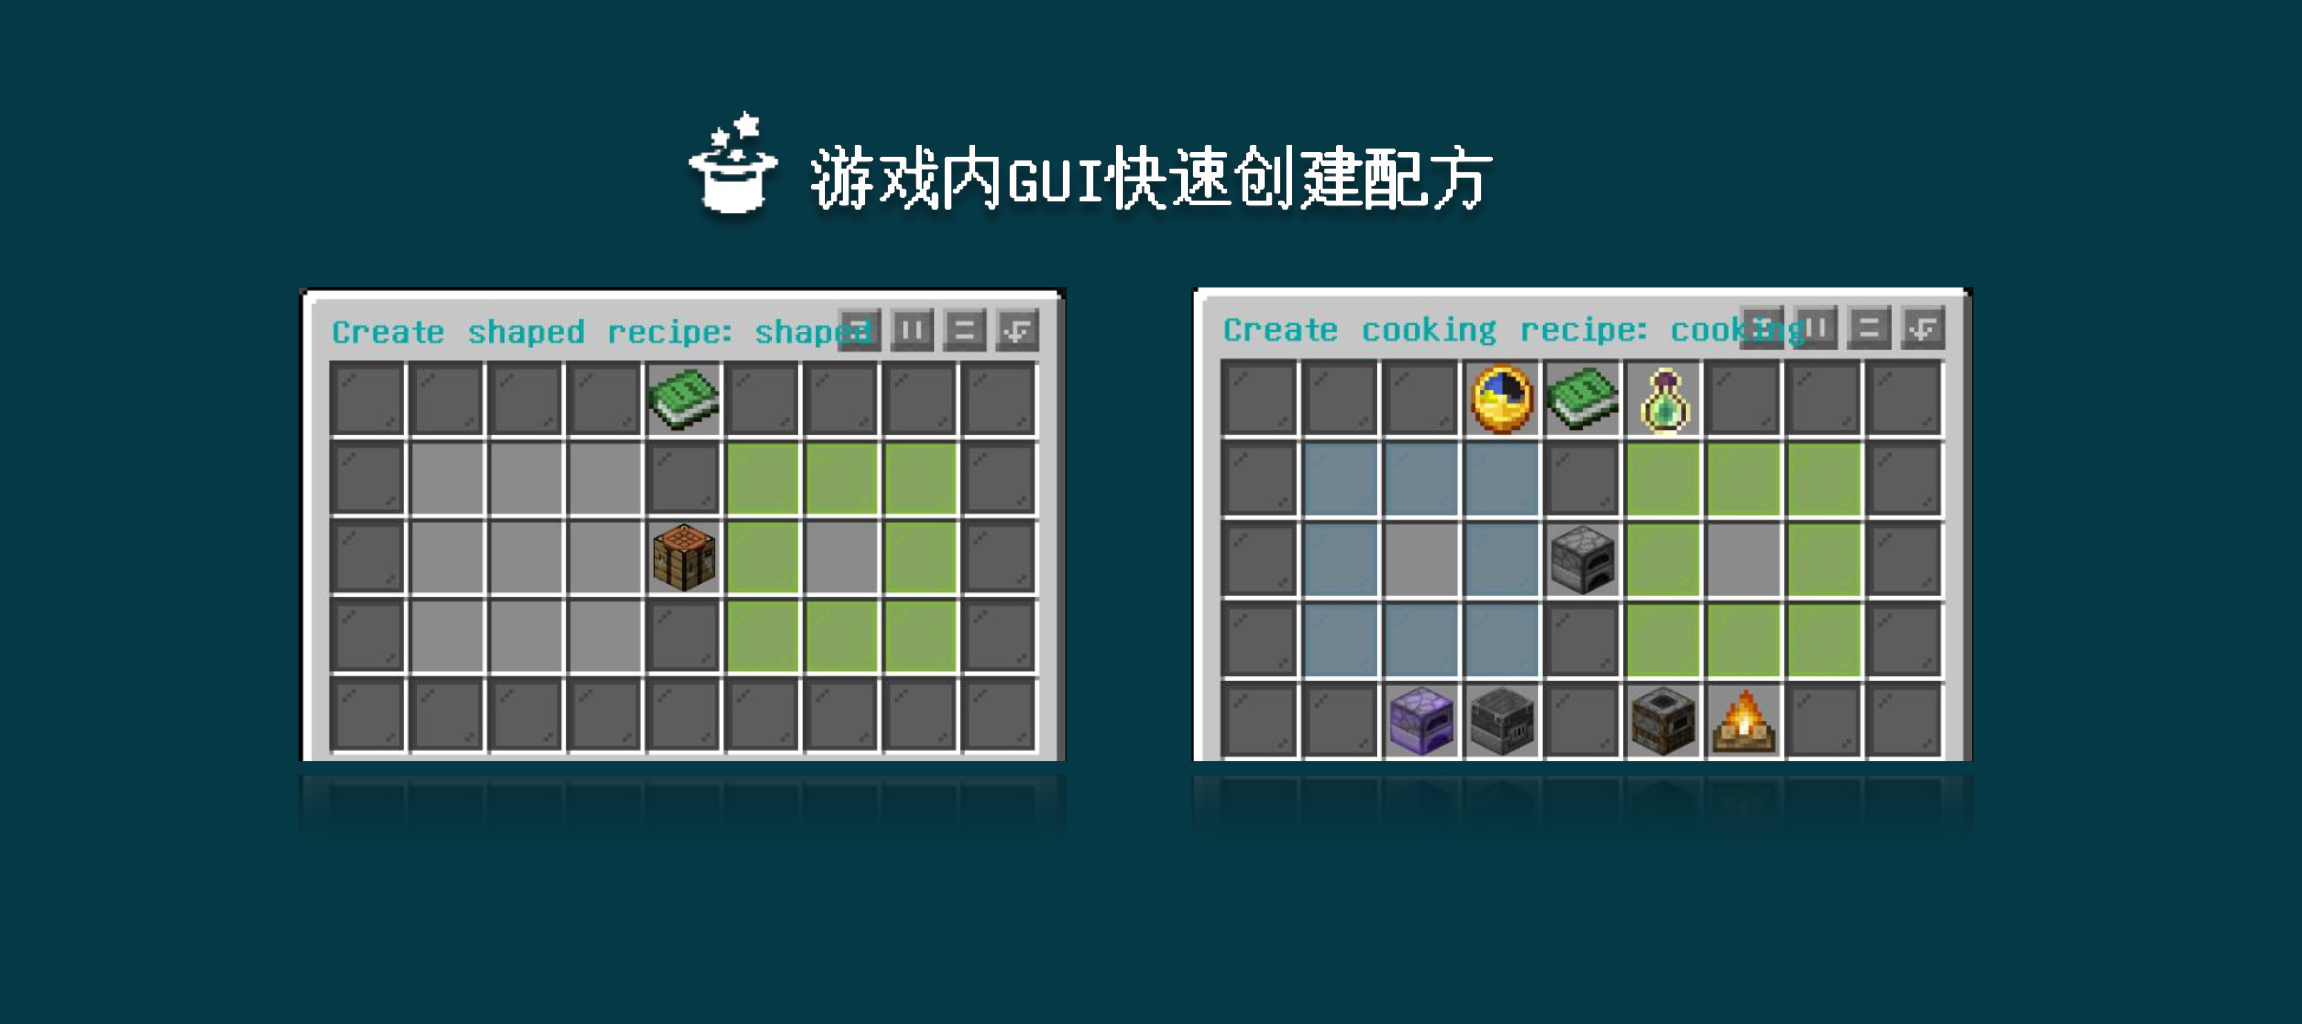 游戏内GUI快速创建配方
Create shaped recipe: shaped
Create cooking recipe: cooking